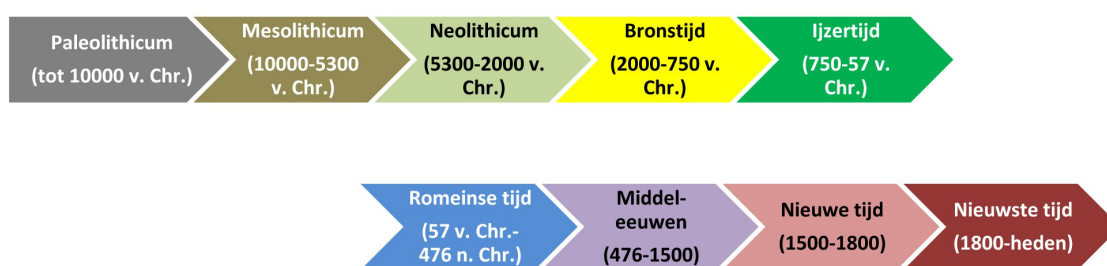 Paleolithicum
(tot 10000 v. Chr.)
Mesolithicum
(10000-5300
v. Chr.)
Neolithicum
(5300-2000 v.
Chr.)
Bronstijd
(2000-750 v.
Chr.)
Ijzertijd
(750-57 v.
Chr.)
Romeinse tijd
(57 v. Chr.-
476 n. Chr.)
Middel-
eeuwen
(476-1500)
Nieuwe tijd
(1500-1800)
Nieuwste tijd
(1800-heden)